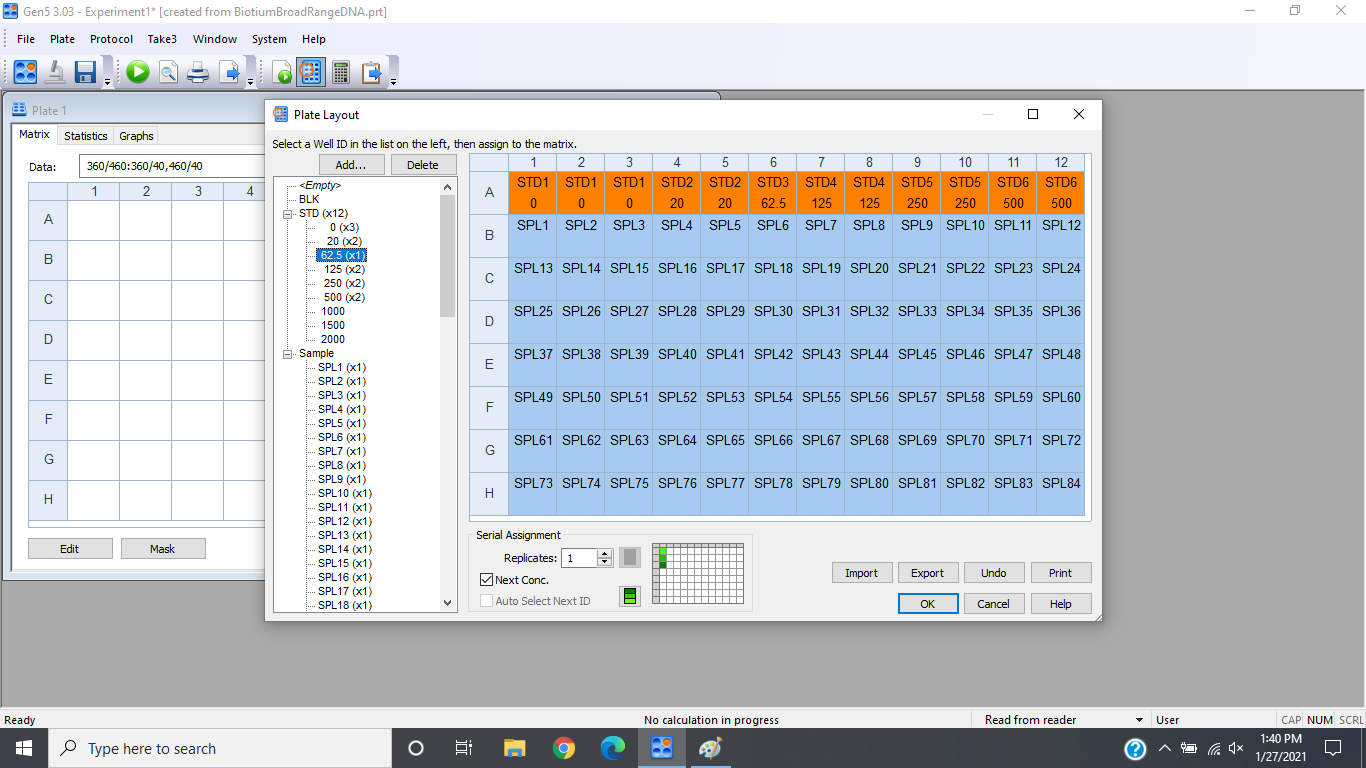 Gen5 3.03 - Experiment1* [created from BiotiumBroadRangeDNA.prt]
File Plate Protocol Take3 Window System Help
Plate 1
Matrix Statistics Graphs
Data: 360/460:360/40,460/40
1 2 3 4
A
B
C
D
E
F
G
H
Edit Mask
Plate Layout
Select a Well ID in the list on the left, then assign to the matrix.
Add... Delete
<Empty>
BLK
STD (x12)
0 (x3)
20 (x2)
62.5 (x1)
125 (x2)
250 (x2)
500 (x2)
1000
1500
2000
Sample
SPL1 (x1)
SPL2 (x1)
SPL3 (x1)
SPL4 (x1)
SPL5 (x1)
SPL6 (x1)
SPL7 (x1)
SPL8 (x1)
SPL9 (x1)
SPL10 (x1)
SPL11 (x1)
SPL12 (x1)
SPL13 (x1)
SPL14 (x1)
SPL15 (x1)
SPL16 (x1)
SPL17 (x1)
SPL18 (x1)
1 2 3 4 5 6 7 8 9 10 11 12
A STD1 STD1 STD1 STD2 STD2 STD3 STD4 STD4 STD5 STD5 STD6 STD6
0 0 0 20 20 62.5 125 125 250 250 500 500
B SPL1 SPL2 SPL3 SPL4 SPL5 SPL6 SPL7 SPL8 SPL9 SPL10 SPL11 SPL12
C SPL13 SPL14 SPL15 SPL16 SPL17 SPL18 SPL19 SPL20 SPL21 SPL22 SPL23 SPL24
D SPL25 SPL26 SPL27 SPL28 SPL29 SPL30 SPL31 SPL32 SPL33 SPL34 SPL35 SPL36
E SPL37 SPL38 SPL39 SPL40 SPL41 SPL42 SPL43 SPL44 SPL45 SPL46 SPL47 SPL48
F SPL49 SPL50 SPL51 SPL52 SPL53 SPL54 SPL55 SPL56 SPL57 SPL58 SPL59 SPL60
G SPL61 SPL62 SPL63 SPL64 SPL65 SPL66 SPL67 SPL68 SPL69 SPL70 SPL71 SPL72
H SPL73 SPL74 SPL75 SPL76 SPL77 SPL78 SPL79 SPL80 SPL81 SPL82 SPL83 SPL84
Serial Assignment
Replicates: 1
Next Conc.
Auto Select Next ID
Import Export Undo Print
OK Cancel Help
Ready No calculation in progress Read from reader User CAP NUM SCRL
Type here to search
1:40 PM
1/27/2021